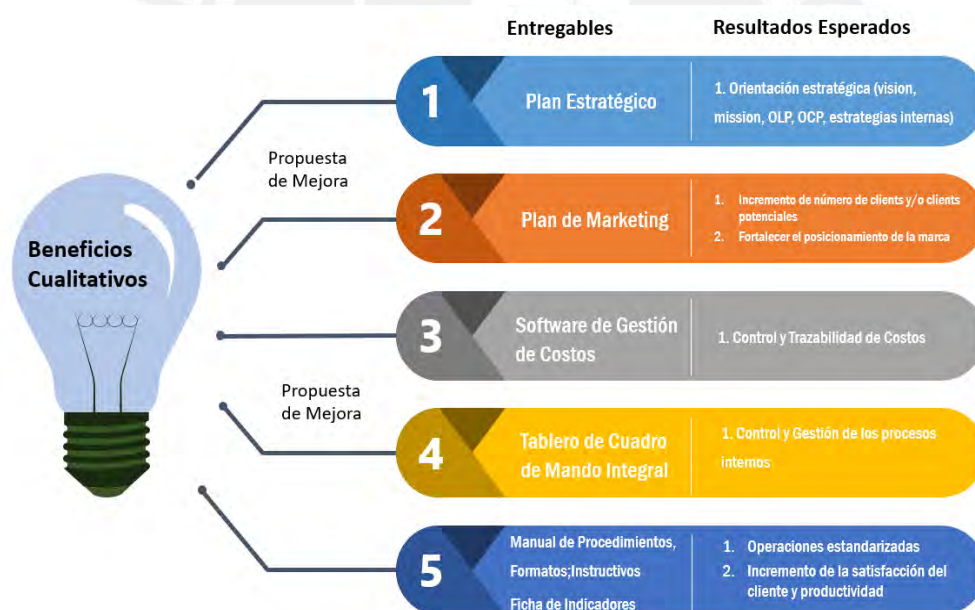 Entregables
Resultados Esperados
Beneficios
Cualitativos
Propuesta
de Mejora
Propuesta
de Mejora
1
Plan Estratégico
1. Orientación estratégica (vision,
mission, OLP, OCP, estrategias internas)
2
Plan de Marketing
1. Incremento de número de clients y/o clients
potenciales
2. Fortalecer el posicionamiento de la marca
3
Software de Gestión
de Costos
1. Control y Trazabilidad de Costos
4
Tablero de Cuadro
de Mando Integral
1. Control y Gestión de los procesos
internos
5
Manual de Procedimientos,
Formatos;Instructivos
Ficha de Indicadores
1. Operaciones estandarizadas
2. Incremento de la satisfacción del
cliente y productividad